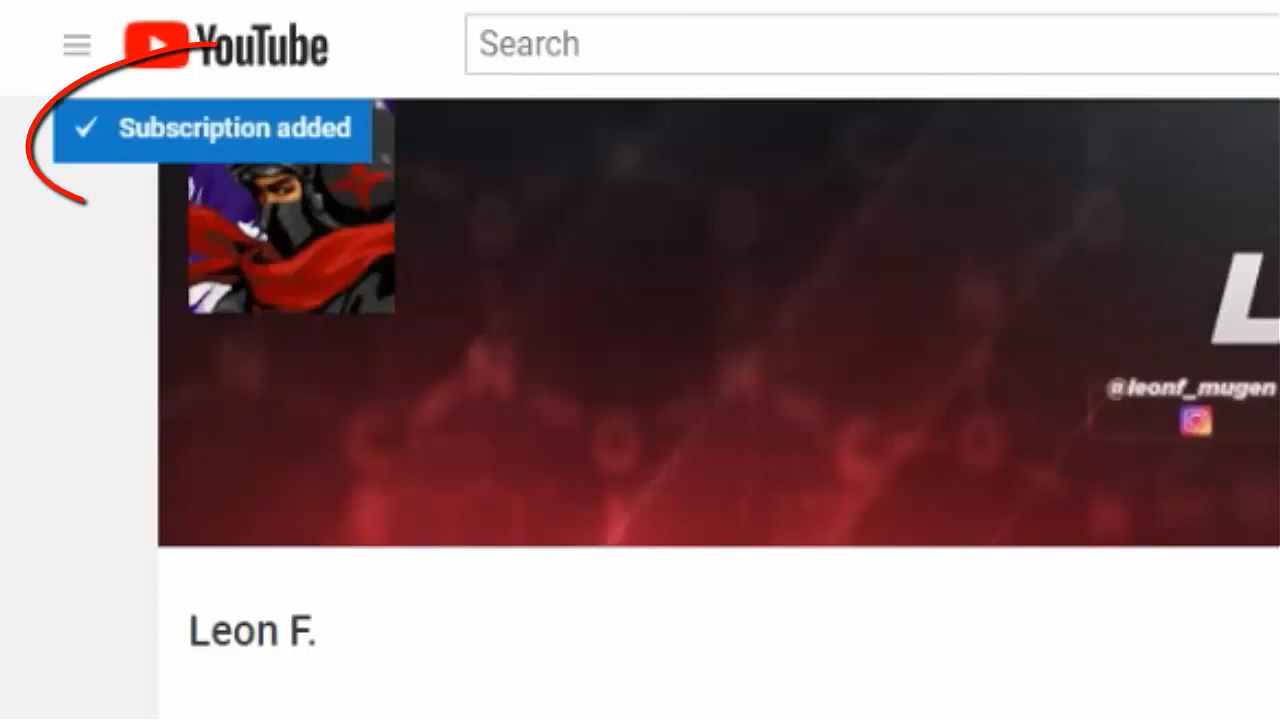 YouTube
Search
Subscription added
L
@leonf_mugen
Leon F.